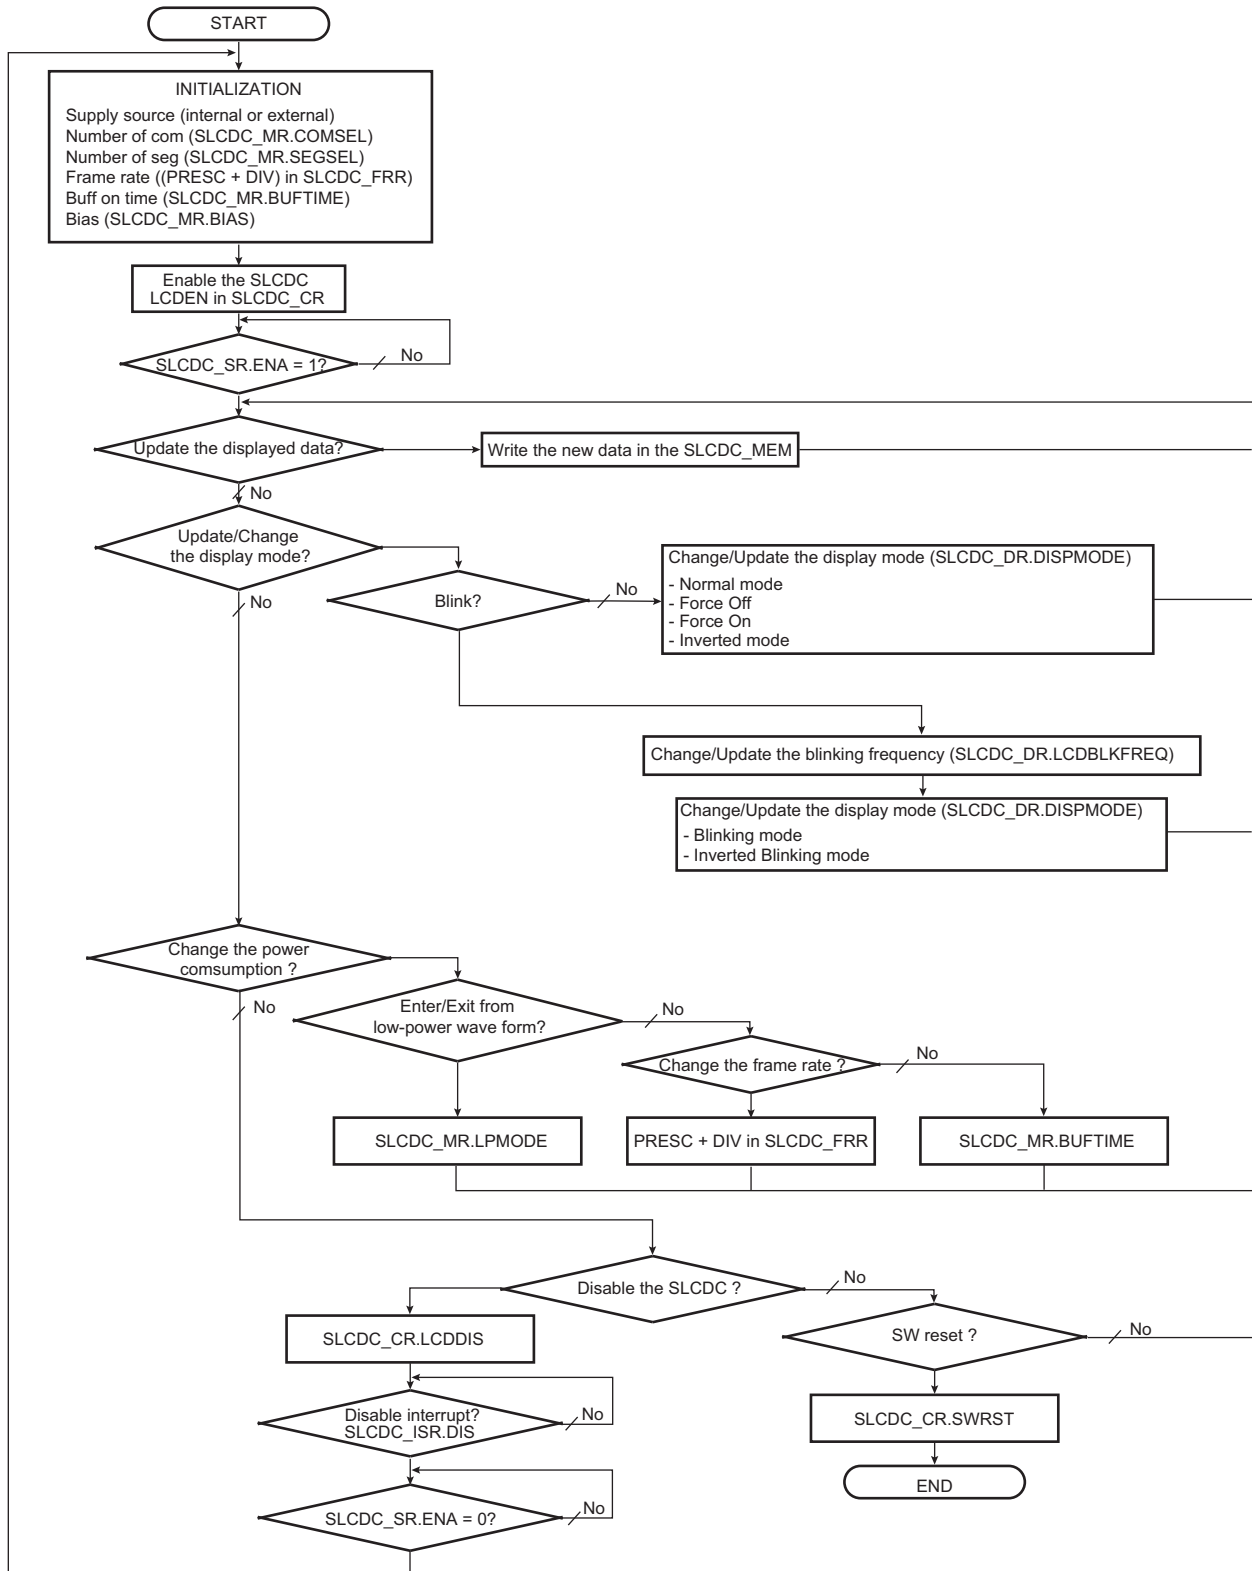 START
INITIALIZATION
Supply source (internal or external)
Number of com (SLCDC_MR.COMSEL)
Number of seg (SLCDC_MR.SEGSEL)
Frame rate ((PRESC + DIV) in SLCDC_FRR)
Buff on time (SLCDC_MR.BUFTIME)
Bias (SLCDC_MR.BIAS)
Enable the SLCDC
LCDEN in SLCDC_CR
SLCDC_SR.ENA = 1?
No
Update the displayed data?
Write the new data in the SLCDC_MEM
No
Update/Change
the display mode?
No
Blink?
No
Change/Update the display mode (SLCDC_DR.DISPMODE)
- Normal mode
- Force Off
- Force On
- Inverted mode
Change/Update the blinking frequency (SLCDC_DR.LCDBLKFREQ)
Change/Update the display mode (SLCDC_DR.DISPMODE)
- Blinking mode
- Inverted Blinking mode
Change the power
comsumption ?
No
Enter/Exit from
low-power wave form?
No
Change the frame rate ?
No
SLCDC_MR.LPMODE
PRESC + DIV in SLCDC_FRR
SLCDC_MR.BUFTIME
Disable the SLCDC ?
No
SLCDC_CR.LCDDIS
SW reset ?
No
Disable interrupt?
SLCDC_ISR.DIS
No
SLCDC_CR.SWRST
END
SLCDC_SR.ENA = 0?
No